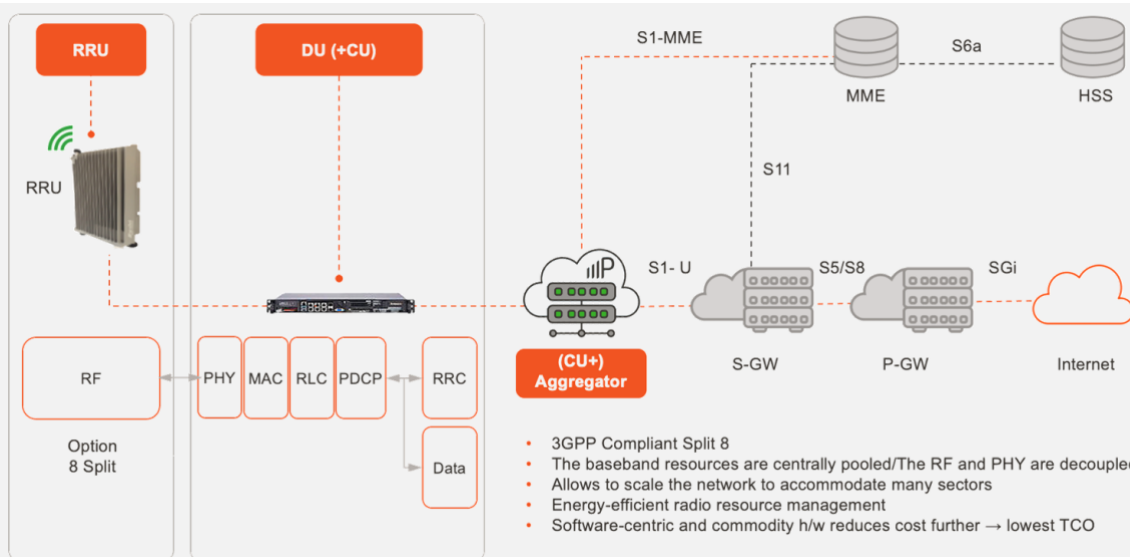 RRU
DU (+CU)
S1-MME
S6a
MME
HSS
RRU
S11
S1- U
S5/S8
SGi
(CU+)
Aggregator
S-GW
P-GW
Internet
RF
PHY
MAC
RLC
PDCP
RRC
Option
8 Split
Data
• 3GPP Compliant Split 8
• The baseband resources are centrally pooled/The RF and PHY are decoupled
• Allows to scale the network to accommodate many sectors
• Energy-efficient radio resource management
• Software-centric and commodity h/w reduces cost further → lowest TCO